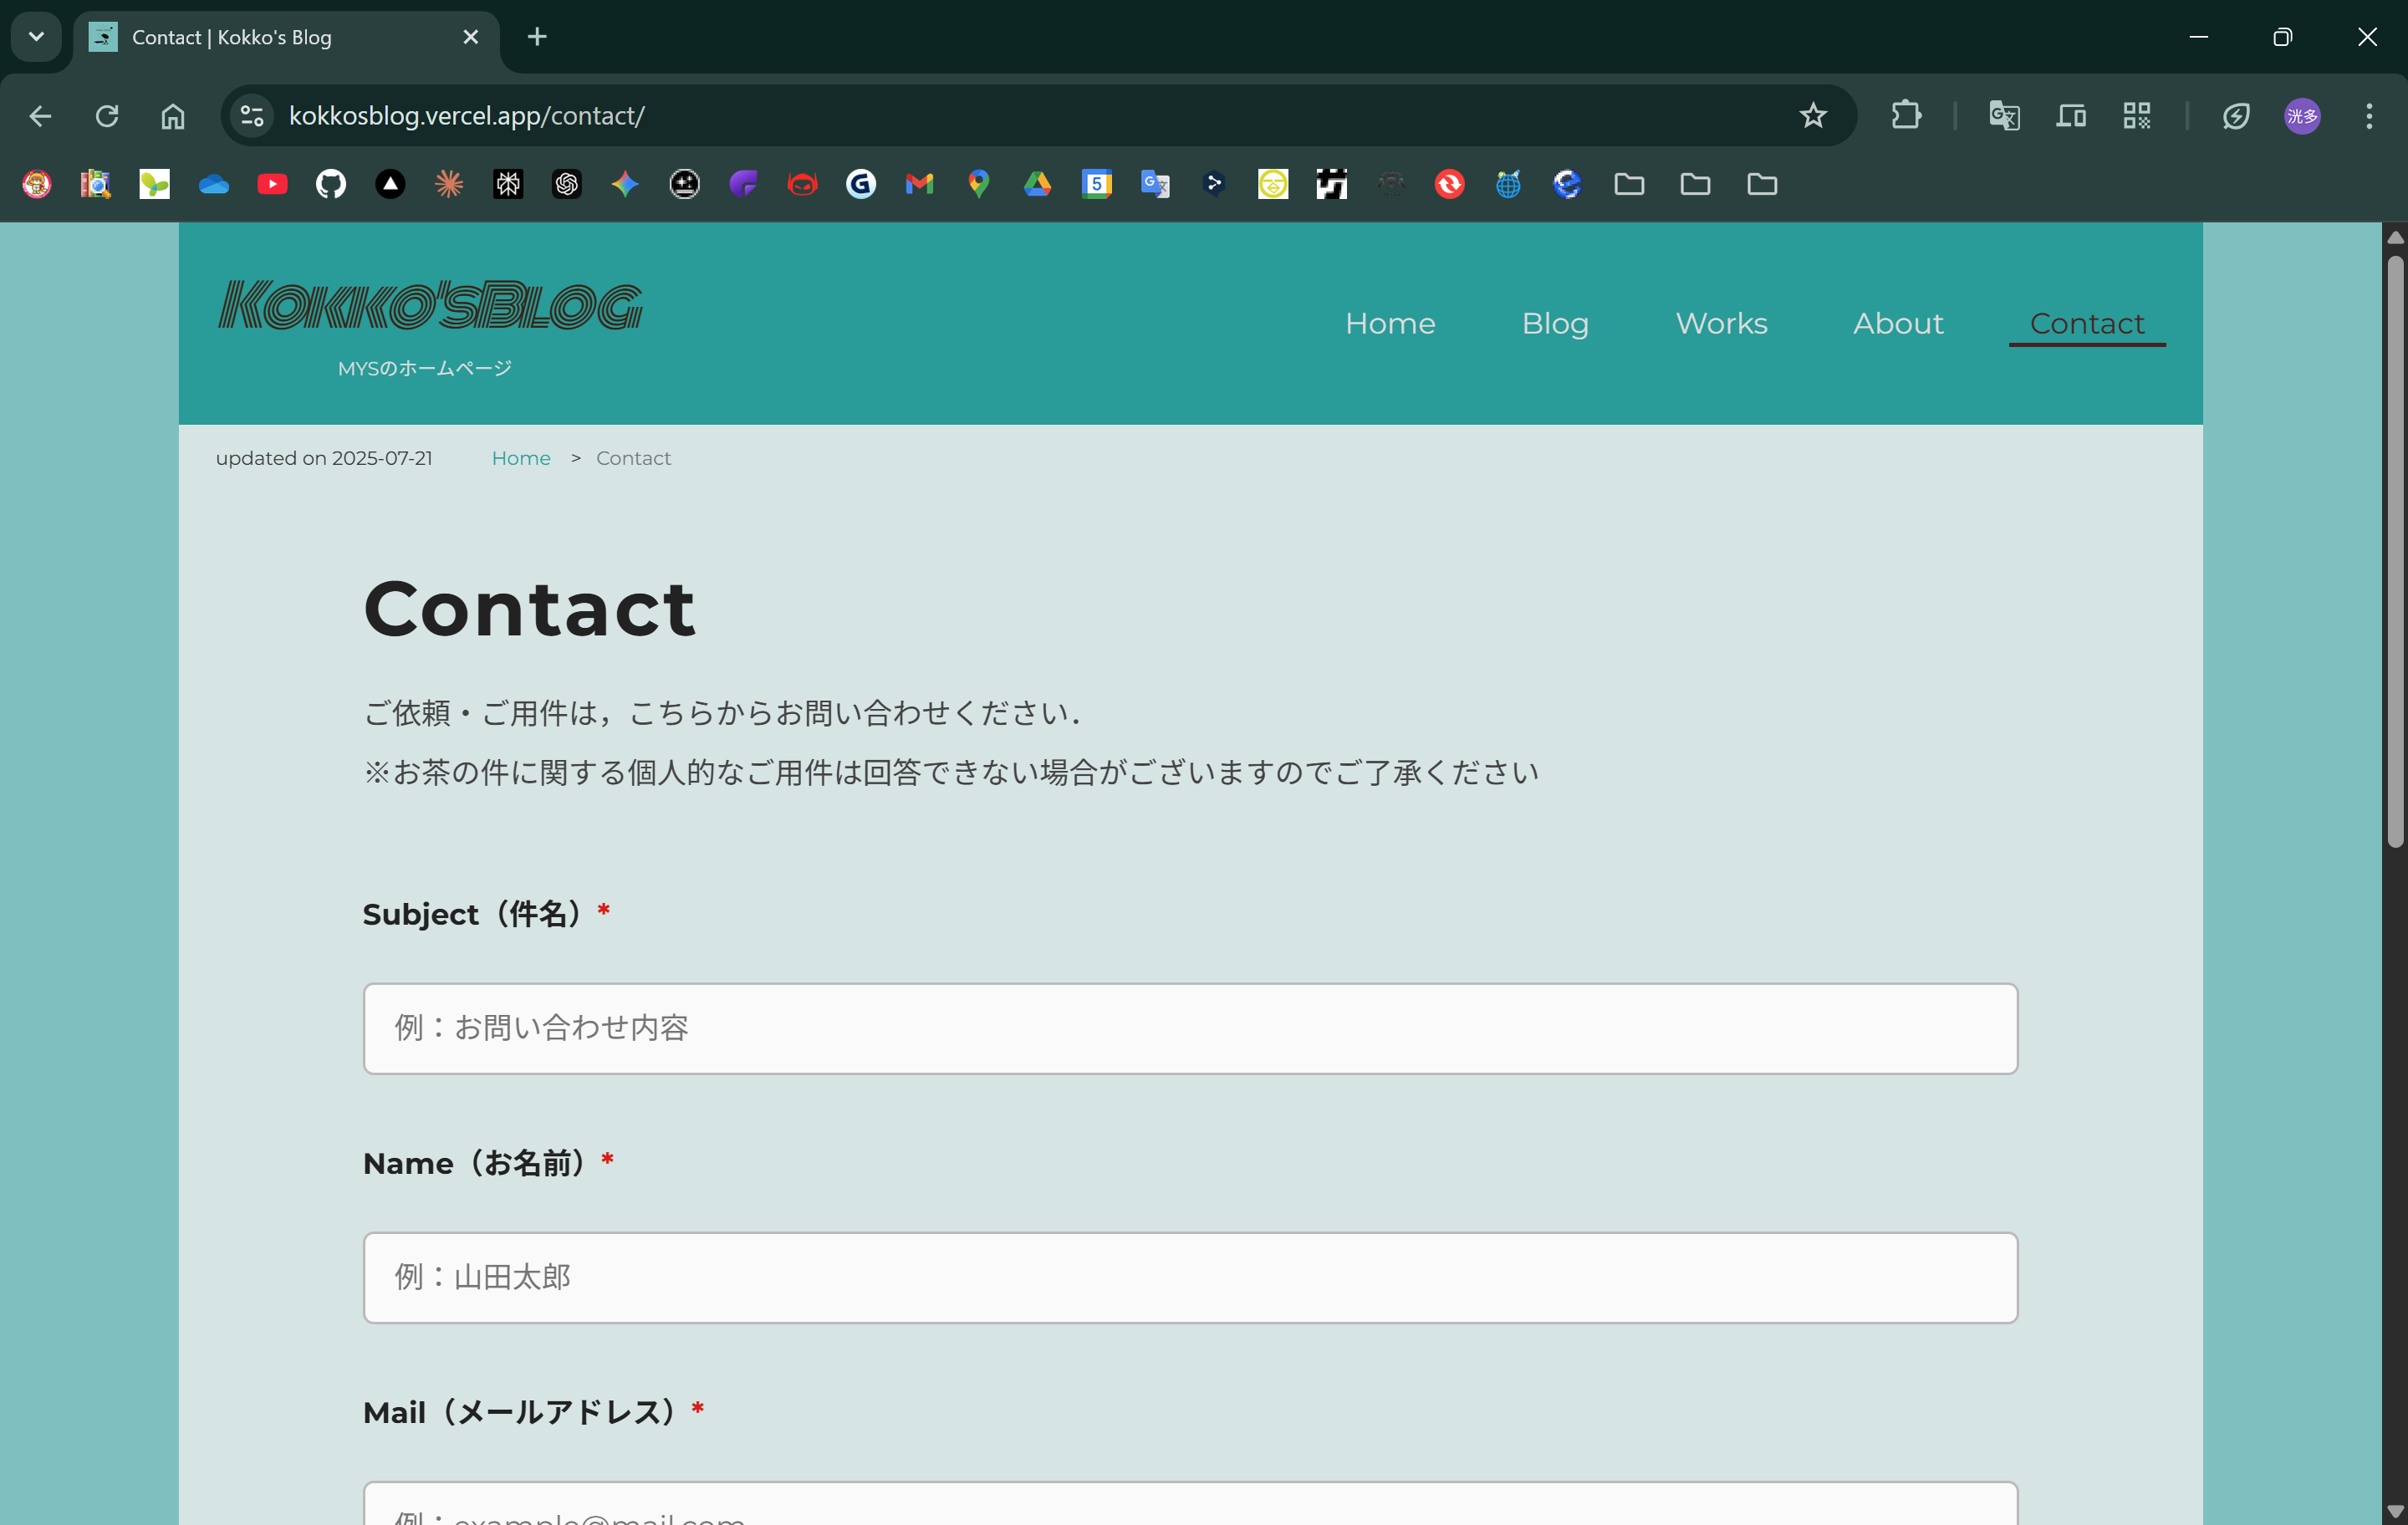 Contact | Kokko's Blog
kokkosblog.vercel.app/contact/
洸多
5
KOKKO'SBLOG
MYSのホームページ
Home Blog Works About Contact
updated on 2025-07-21 Home > Contact
Contact
ご依頼・ご用件は，こちらからお問い合わせください．
※お茶の件に関する個人的なご用件は回答できない場合がございますのでご了承ください
Subject（件名）*
例：お問い合わせ内容
Name（お名前）*
例：山田太郎
Mail（メールアドレス）*
例：example@mail.com